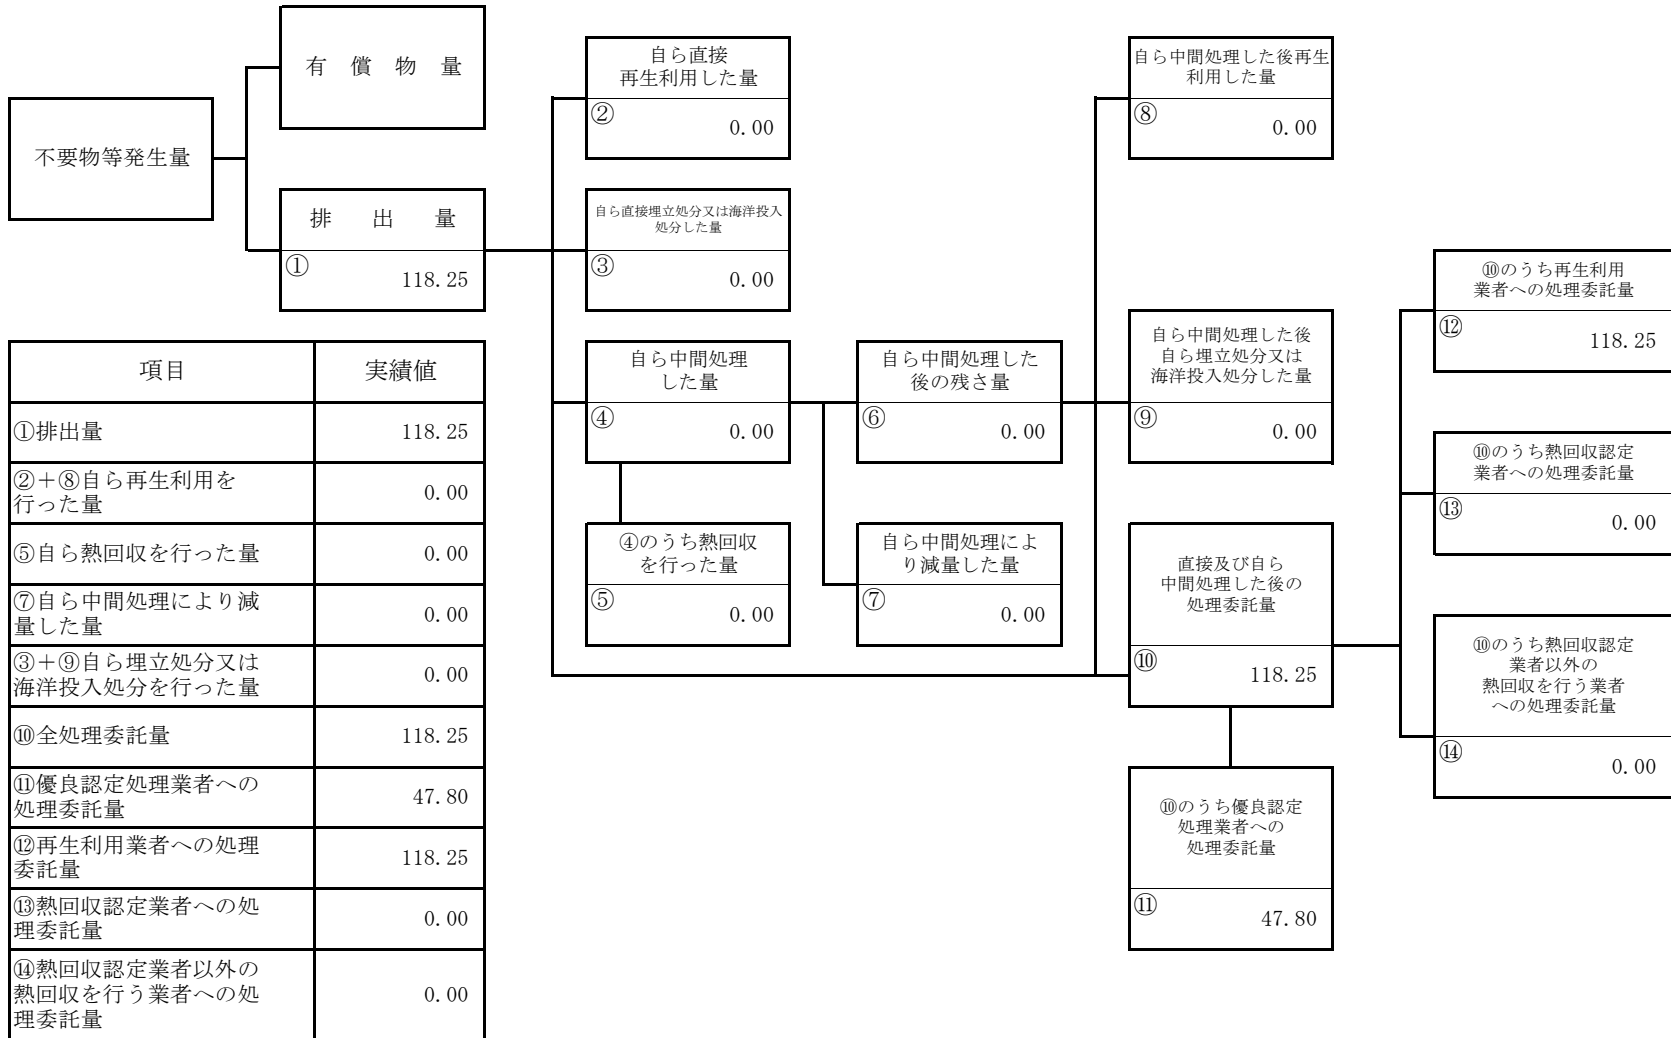 有 償 物 量
不要物等発生量
排 出 量
①
118.25
自ら直接
再生利用した量
②
0.00
自ら直接埋立処分又は海洋投入
処分した量
③
0.00
自ら中間処理
した量
④
0.00
④のうち熱回収
を行った量
⑤
0.00
自ら中間処理した
後の残さ量
⑥
0.00
自ら中間処理によ
り減量した量
⑦
0.00
自ら中間処理した後再生
利用した量
⑧
0.00
自ら中間処理した後
自ら埋立処分又は
海洋投入処分した量
⑨
0.00
直接及び自ら
中間処理した後の
処理委託量
⑩
118.25
⑩のうち優良認定
処理業者への
処理委託量
⑪
47.80
⑩のうち再生利用
業者への処理委託量
⑫
118.25
⑩のうち熱回収認定
業者への処理委託量
⑬
0.00
⑩のうち熱回収認定
業者以外の
熱回収を行う業者
への処理委託量
⑭
0.00
項目 実績値
①排出量 118.25
②＋⑧自ら再生利用を
行った量 0.00
⑤自ら熱回収を行った量 0.00
⑦自ら中間処理により減
量した量 0.00
③＋⑨自ら埋立処分又は
海洋投入処分を行った量 0.00
⑩全処理委託量 118.25
⑪優良認定処理業者への
処理委託量 47.80
⑫再生利用業者への処理
委託量 118.25
⑬熱回収認定業者への処
理委託量 0.00
⑭熱回収認定業者以外の
熱回収を行う業者への処
理委託量 0.00